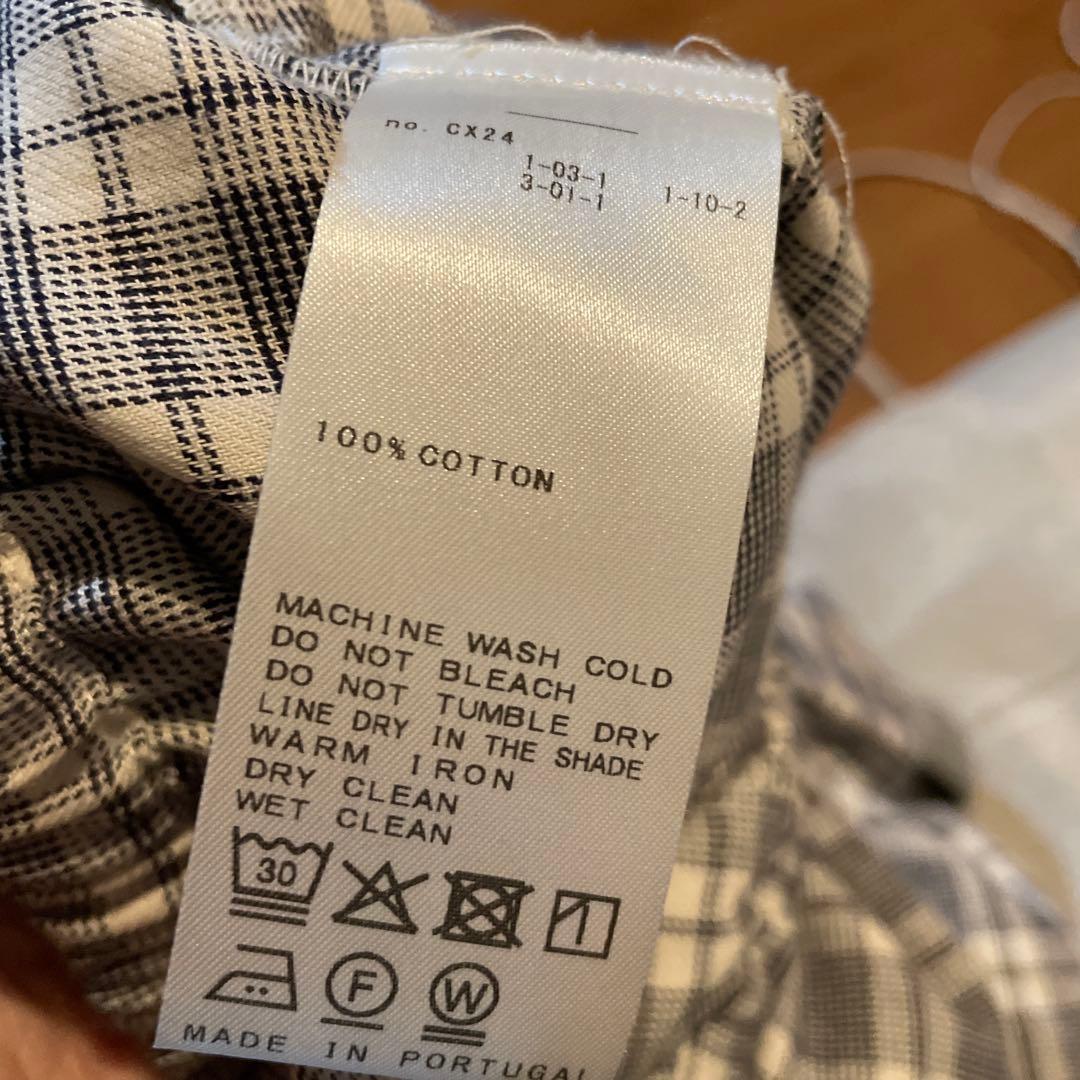 no. CX24
1-03-1 1-10-2
3-01-1
100% COTTON
MACHINE WASH COLD
DO NOT BLEACH
DO NOT TUMBLE DRY
LINE DRY IN THE SHADE
WARM IRON
DRY CLEAN
WET CLEAN
30
F W
MADE IN PORTUGAL